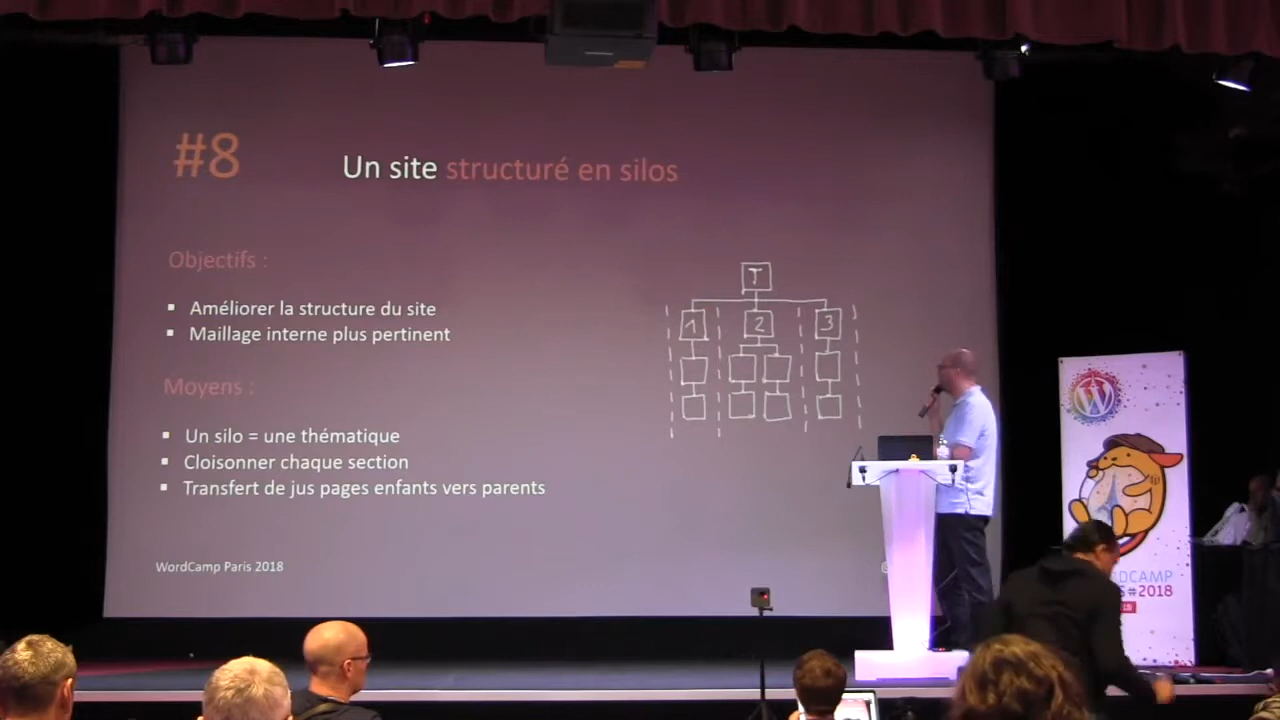 #8
Un site structuré en silos
Objectifs :
▪ Améliorer la structure du site
▪ Maillage interne plus pertinent
T
1 2 3
Moyens :
▪ Un silo = une thématique
▪ Cloisonner chaque section
▪ Transfert de jus pages enfants vers parents
WordCamp Paris 2018
W
DCAMP
S#2018